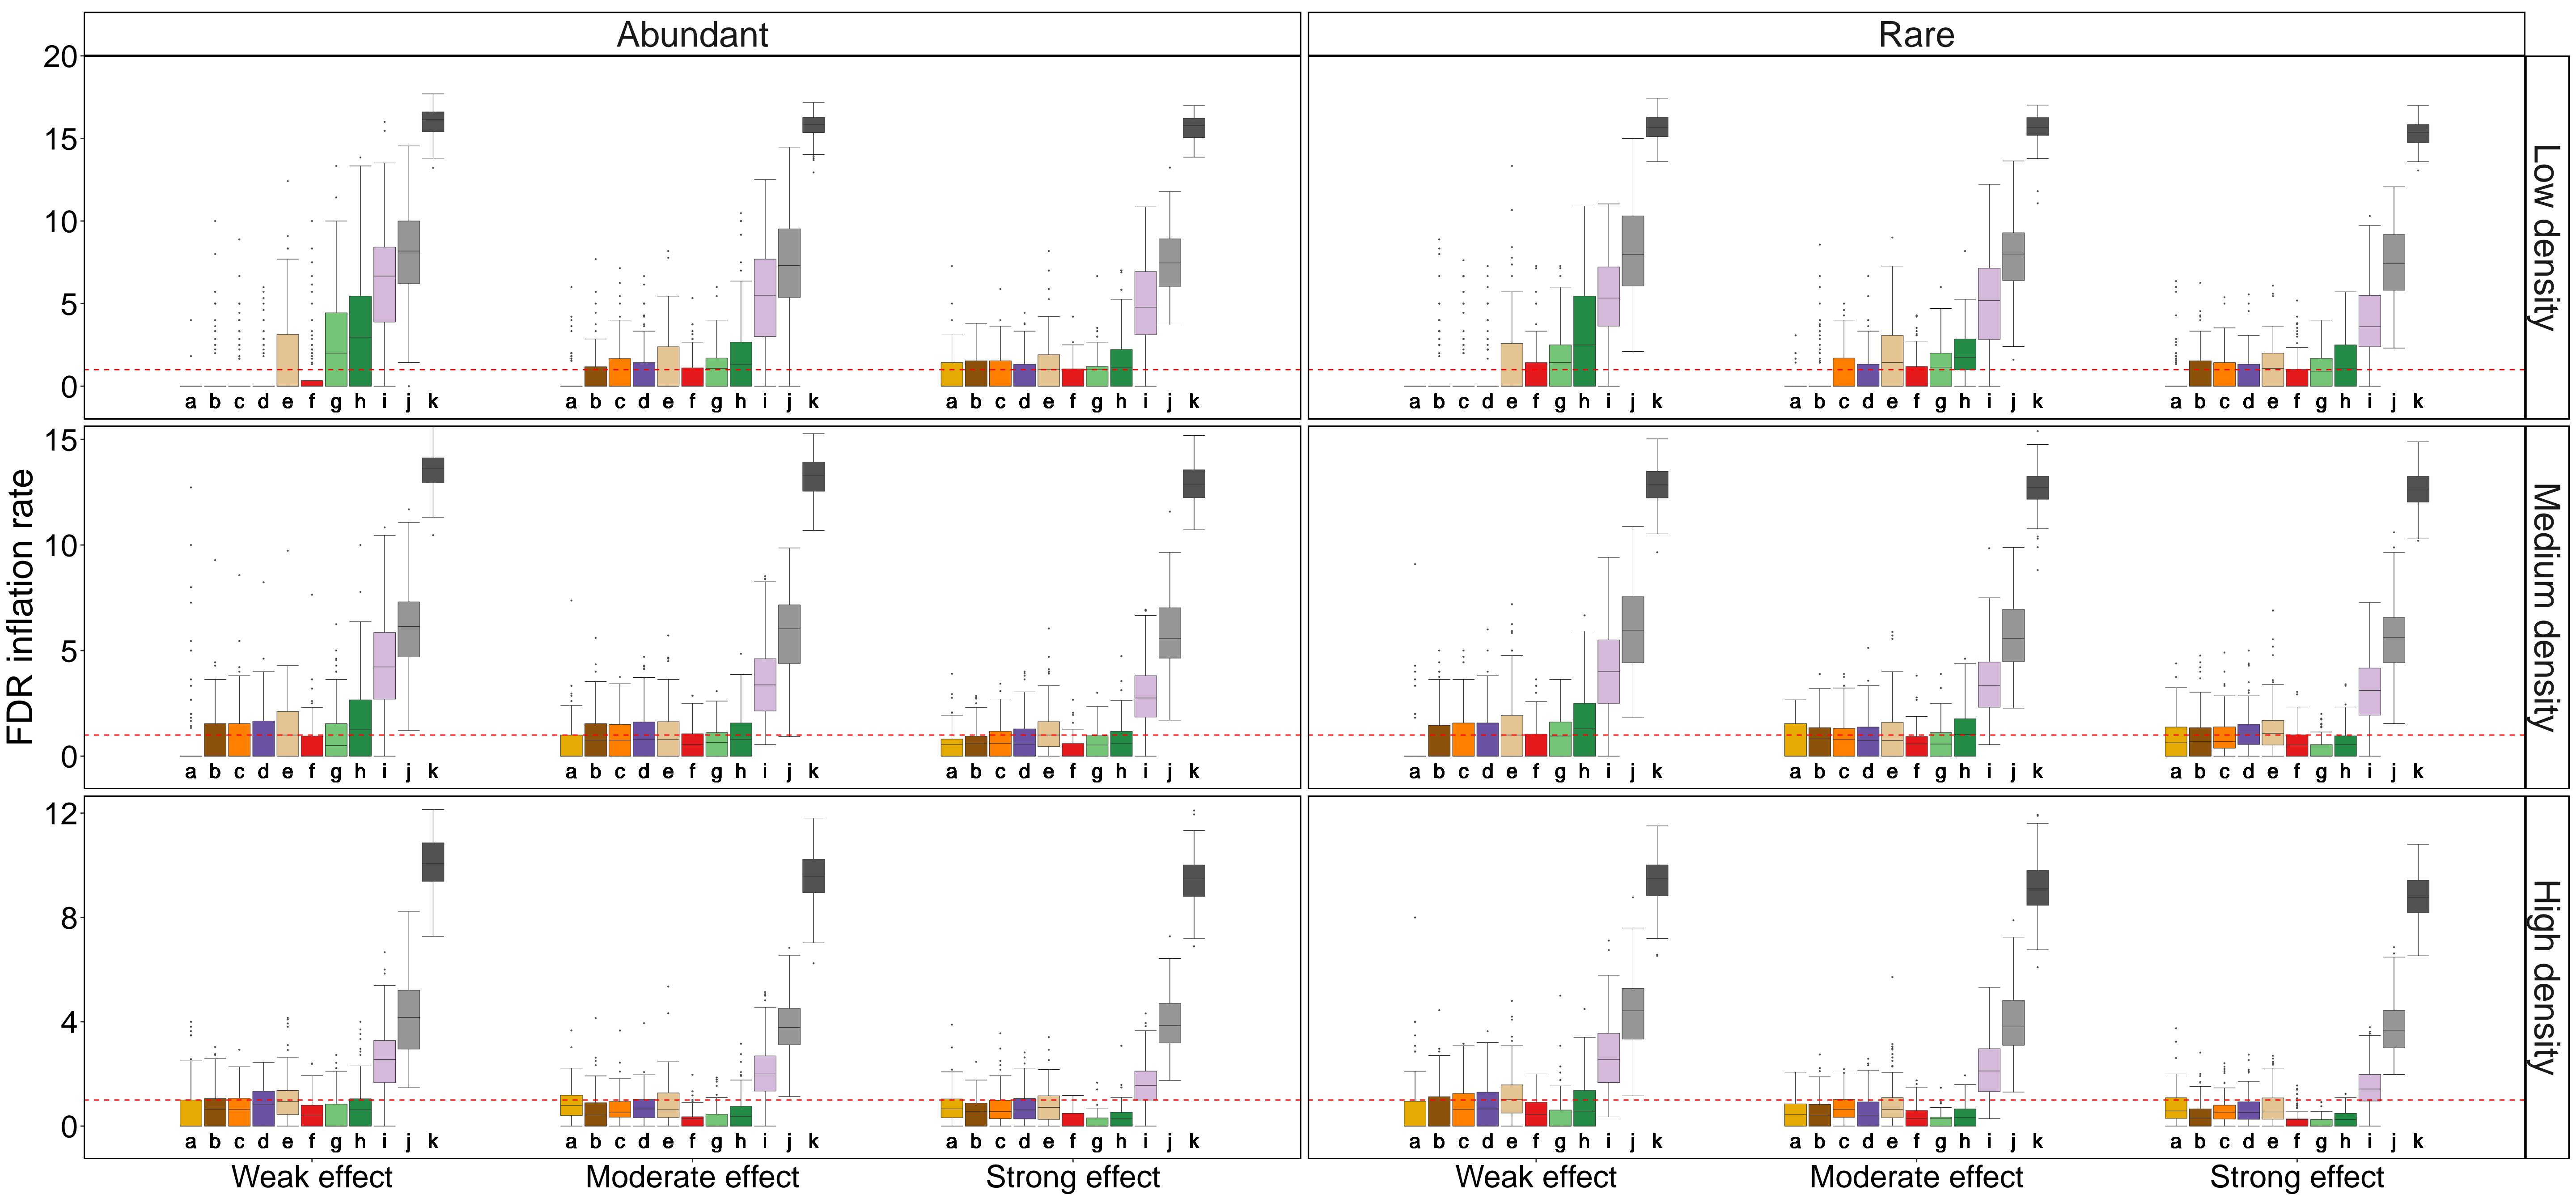 Abundant
Rare
20
15
10
5
0
a b c d e f g h i j k a b c d e f g h i j k a b c d e f g h i j k
a b c d e f g h i j k a b c d e f g h i j k a b c d e f g h i j k
Low density
FDR inflation rate
15
10
5
0
a b c d e f g h i j k a b c d e f g h i j k a b c d e f g h i j k
a b c d e f g h i j k a b c d e f g h i j k a b c d e f g h i j k
Medium density
12
8
4
0
a b c d e f g h i j k a b c d e f g h i j k a b c d e f g h i j k
a b c d e f g h i j k a b c d e f g h i j k a b c d e f g h i j k
High density
Weak effect Moderate effect Strong effect
Weak effect Moderate effect Strong effect